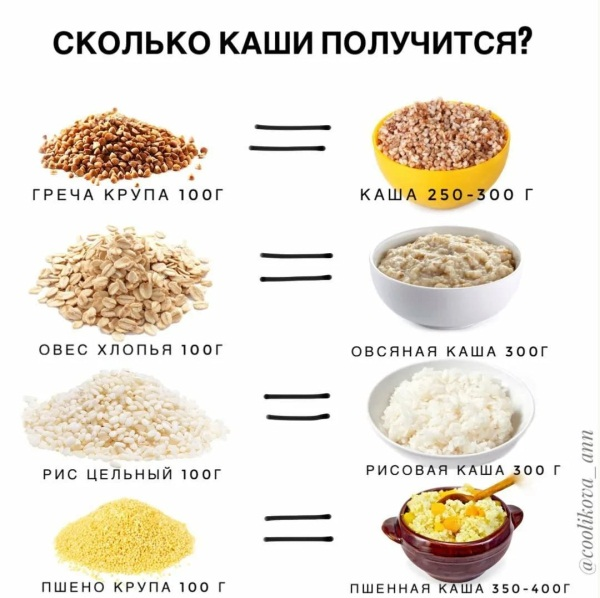 СКОЛЬКО КАШИ ПОЛУЧИТСЯ?
ГРЕЧА КРУПА 100Г
КАША 250-300 Г
ОВЕС ХЛОПЬЯ 100Г
ОВСЯНАЯ КАША 300Г
РИС ЦЕЛЬНЫЙ 100Г
РИСОВАЯ КАША 300 Г
ПШЕНО КРУПА 100 Г
ПШЕННАЯ КАША 350-400Г
@coolikova_ann